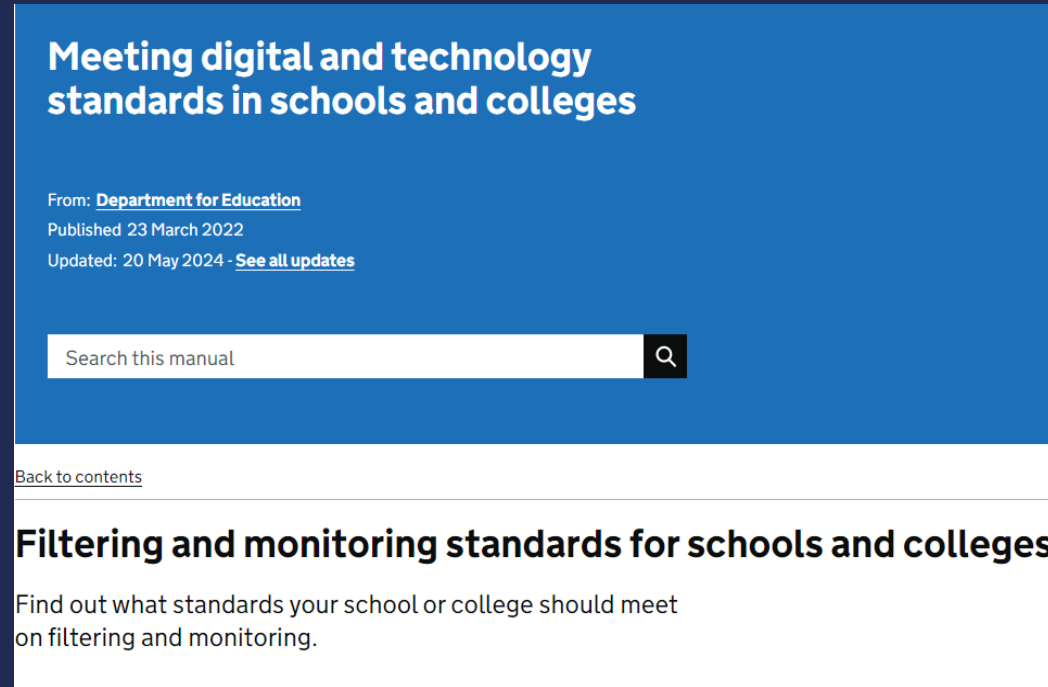 Meeting digital and technology
standards in schools and colleges
From: Department for Education
Published 23 March 2022
Updated: 20 May 2024 - See all updates
Search this manual
Back to contents
Filtering and monitoring standards for schools and colleges
Find out what standards your school or college should meet
on filtering and monitoring.